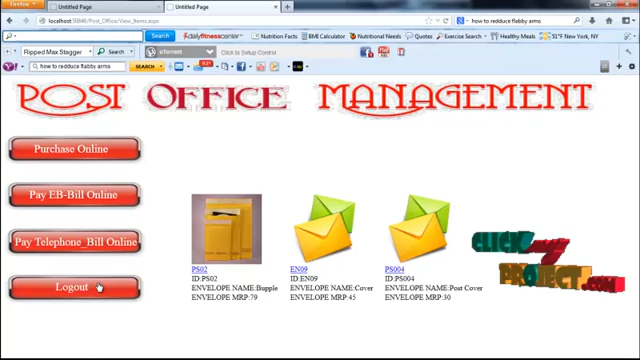 Firefox
Untitled Page
Untitled Page
localhost:50846/Post_Office/View_Items.aspx
how to redduce flabby arms
Search
dailyfitnesscenter
Nutrition Facts
BMI Calculator
Nutrition Notes
Quotes
Exercise Search
Healthy Meals
51°F New York, NY
Ripped Max Stagger
Search
eTorrent
Click to Setup Control
how to redduce flabby arms
SEARCH
POST OFFICE MANAGEMENT
Purchase Online
Pay EB-Bill Online
Pay Telephone_Bill Online
Logout
PS02
ID:PS02
ENVELOPE NAME:Bupple
ENVELOPE MRP:79
EN09
ID:EN09
ENVELOPE NAME:Cover
ENVELOPE MRP:45
PS004
ID:PS004
ENVELOPE NAME:Post Cover
ENVELOPE MRP:30
CLICK MY
PROJECT.COM